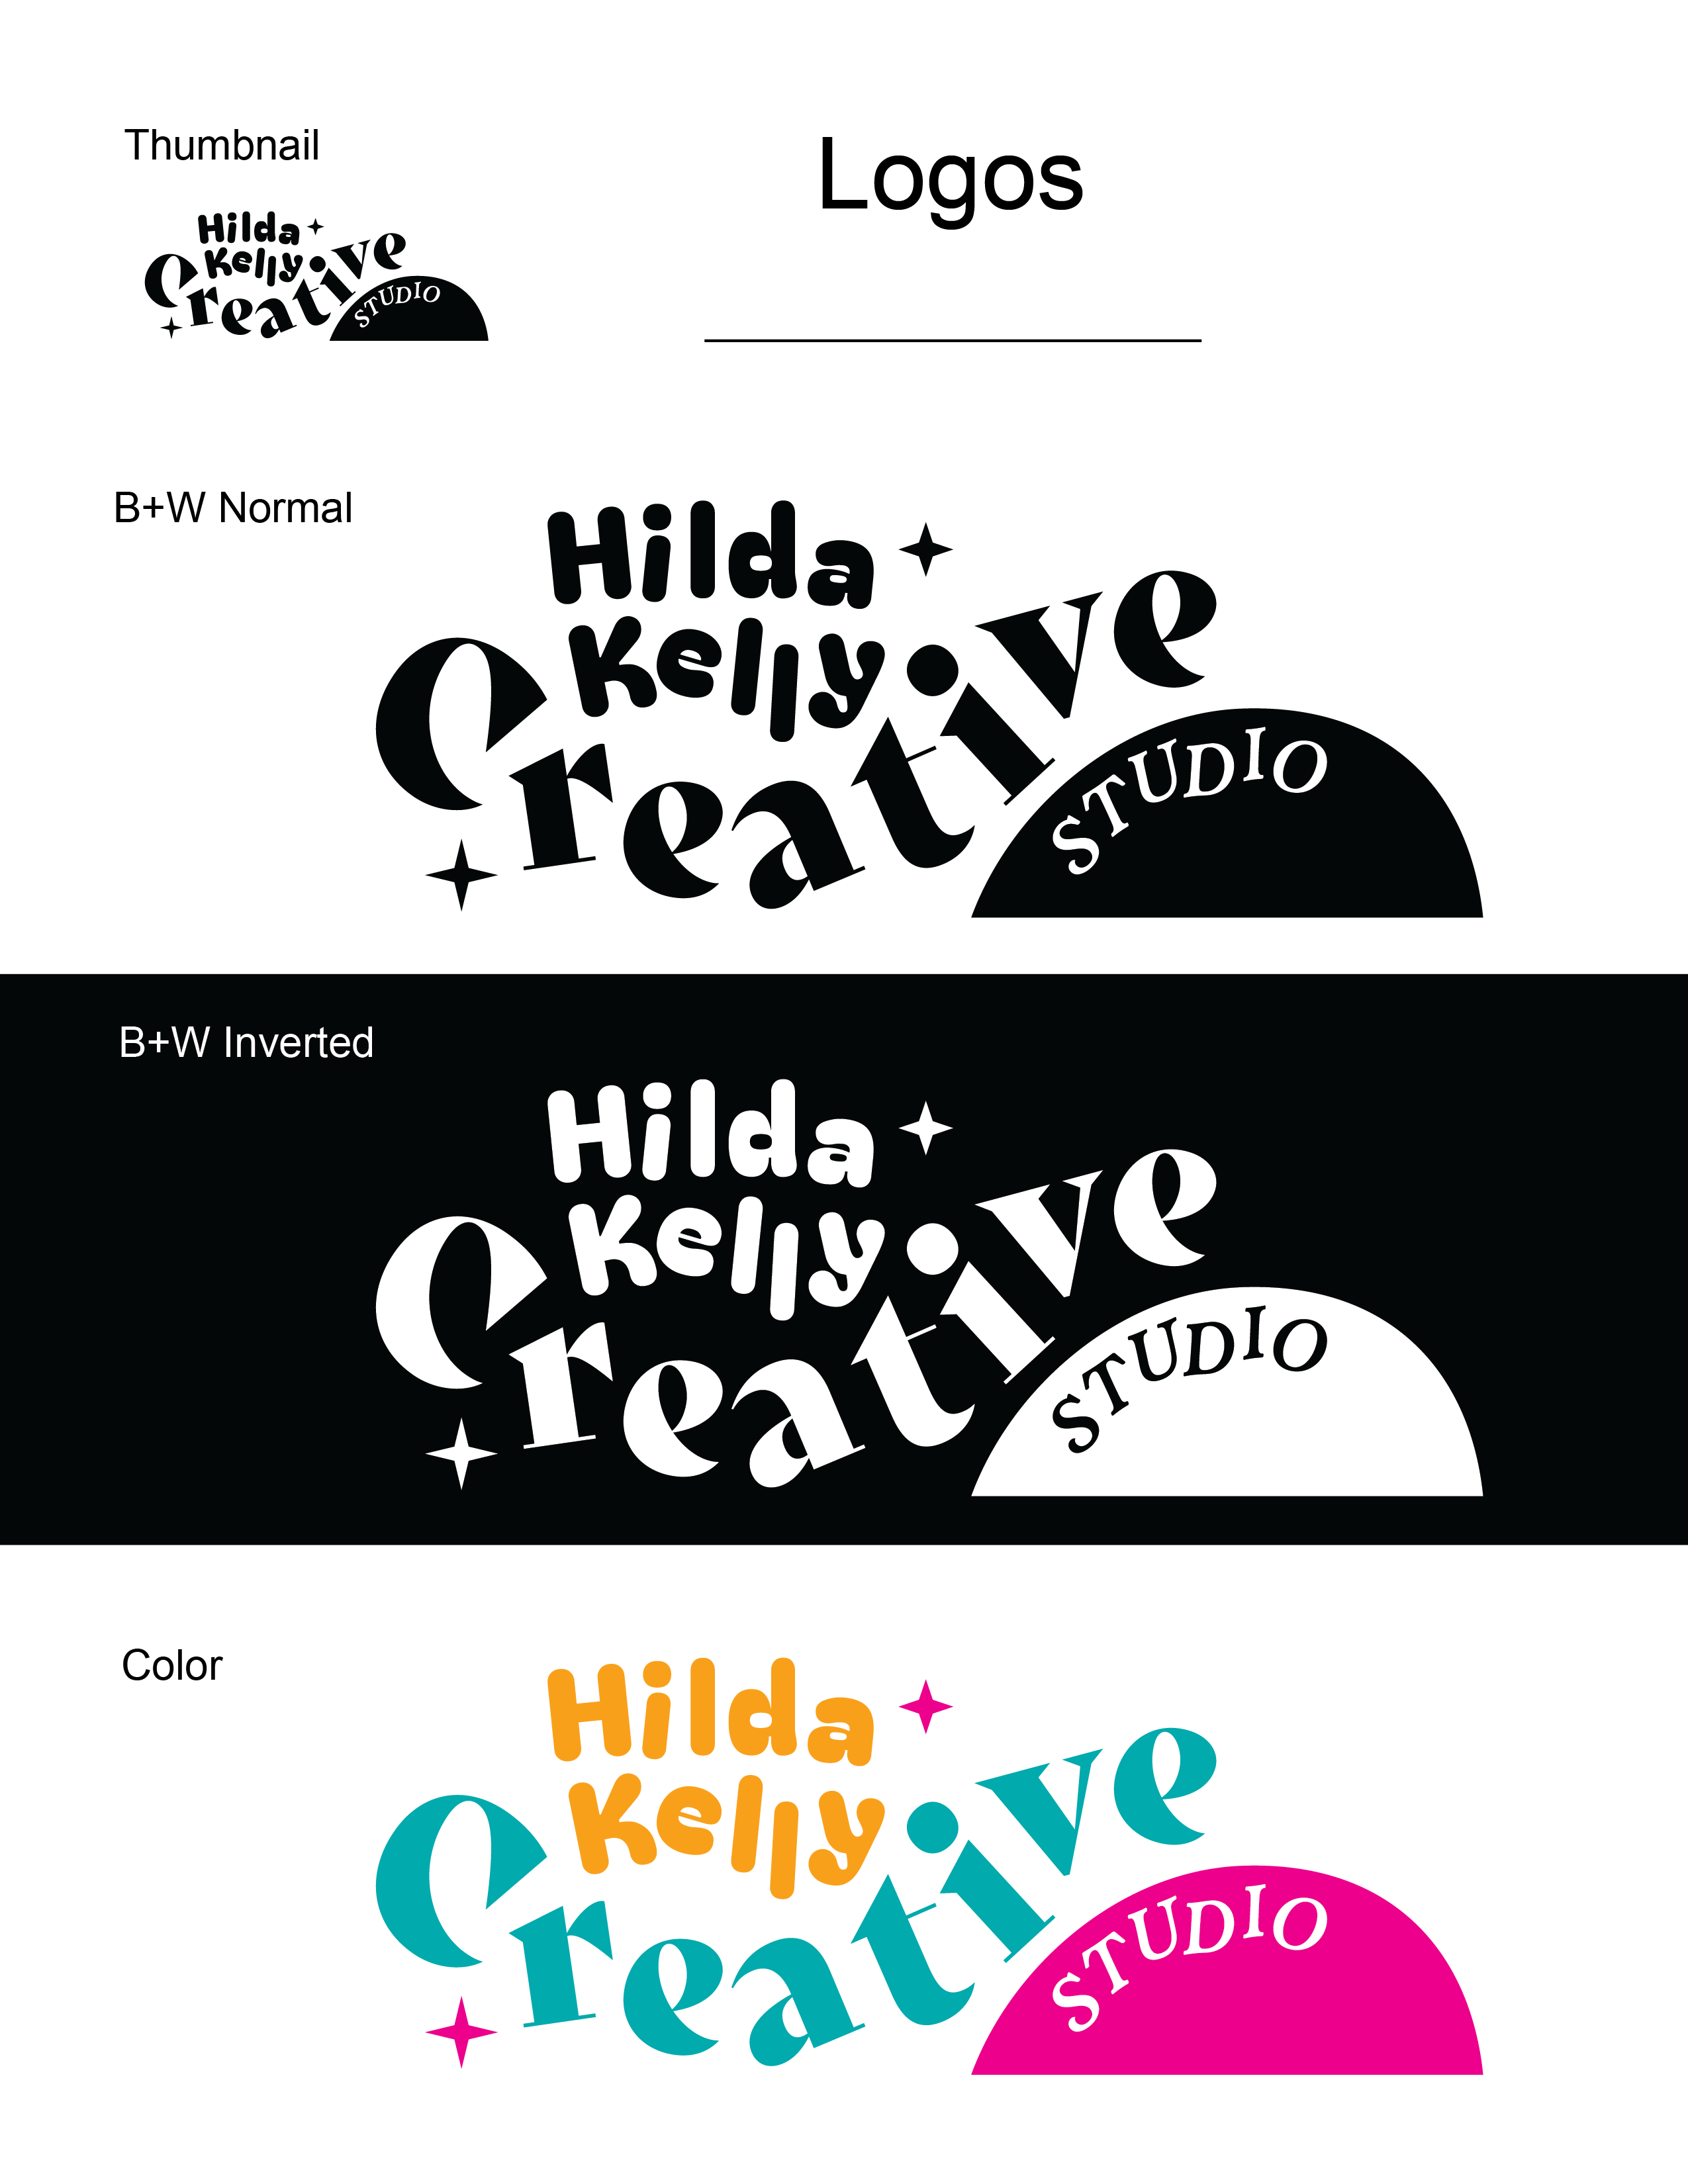 Thumbnail
Logos
Hilda
Kelly
Creative
STUDIO
B+W Normal
Hilda
Kelly
Creative
STUDIO
B+W Inverted
Hilda
Kelly
Creative
STUDIO
Color
Hilda
Kelly
Creative
STUDIO